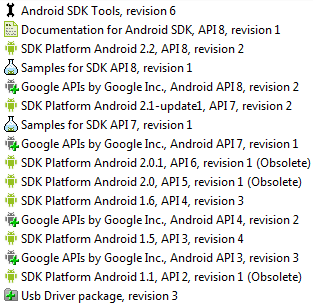 Android SDK Tools, revision 6
Documentation for Android SDK, API 8, revision 1
SDK Platform Android 2.2, API 8, revision 2
Samples for SDK API 8, revision 1
Google APIs by Google Inc., Android API 8, revision 2
SDK Platform Android 2.1-update1, API 7, revision 2
Samples for SDK API 7, revision 1
Google APIs by Google Inc., Android API 7, revision 1
SDK Platform Android 2.0.1, API 6, revision 1 (Obsolete)
SDK Platform Android 2.0, API 5, revision 1 (Obsolete)
SDK Platform Android 1.6, API 4, revision 3
Google APIs by Google Inc., Android API 4, revision 2
SDK Platform Android 1.5, API 3, revision 4
Google APIs by Google Inc., Android API 3, revision 3
SDK Platform Android 1.1, API 2, revision 1 (Obsolete)
Usb Driver package, revision 3